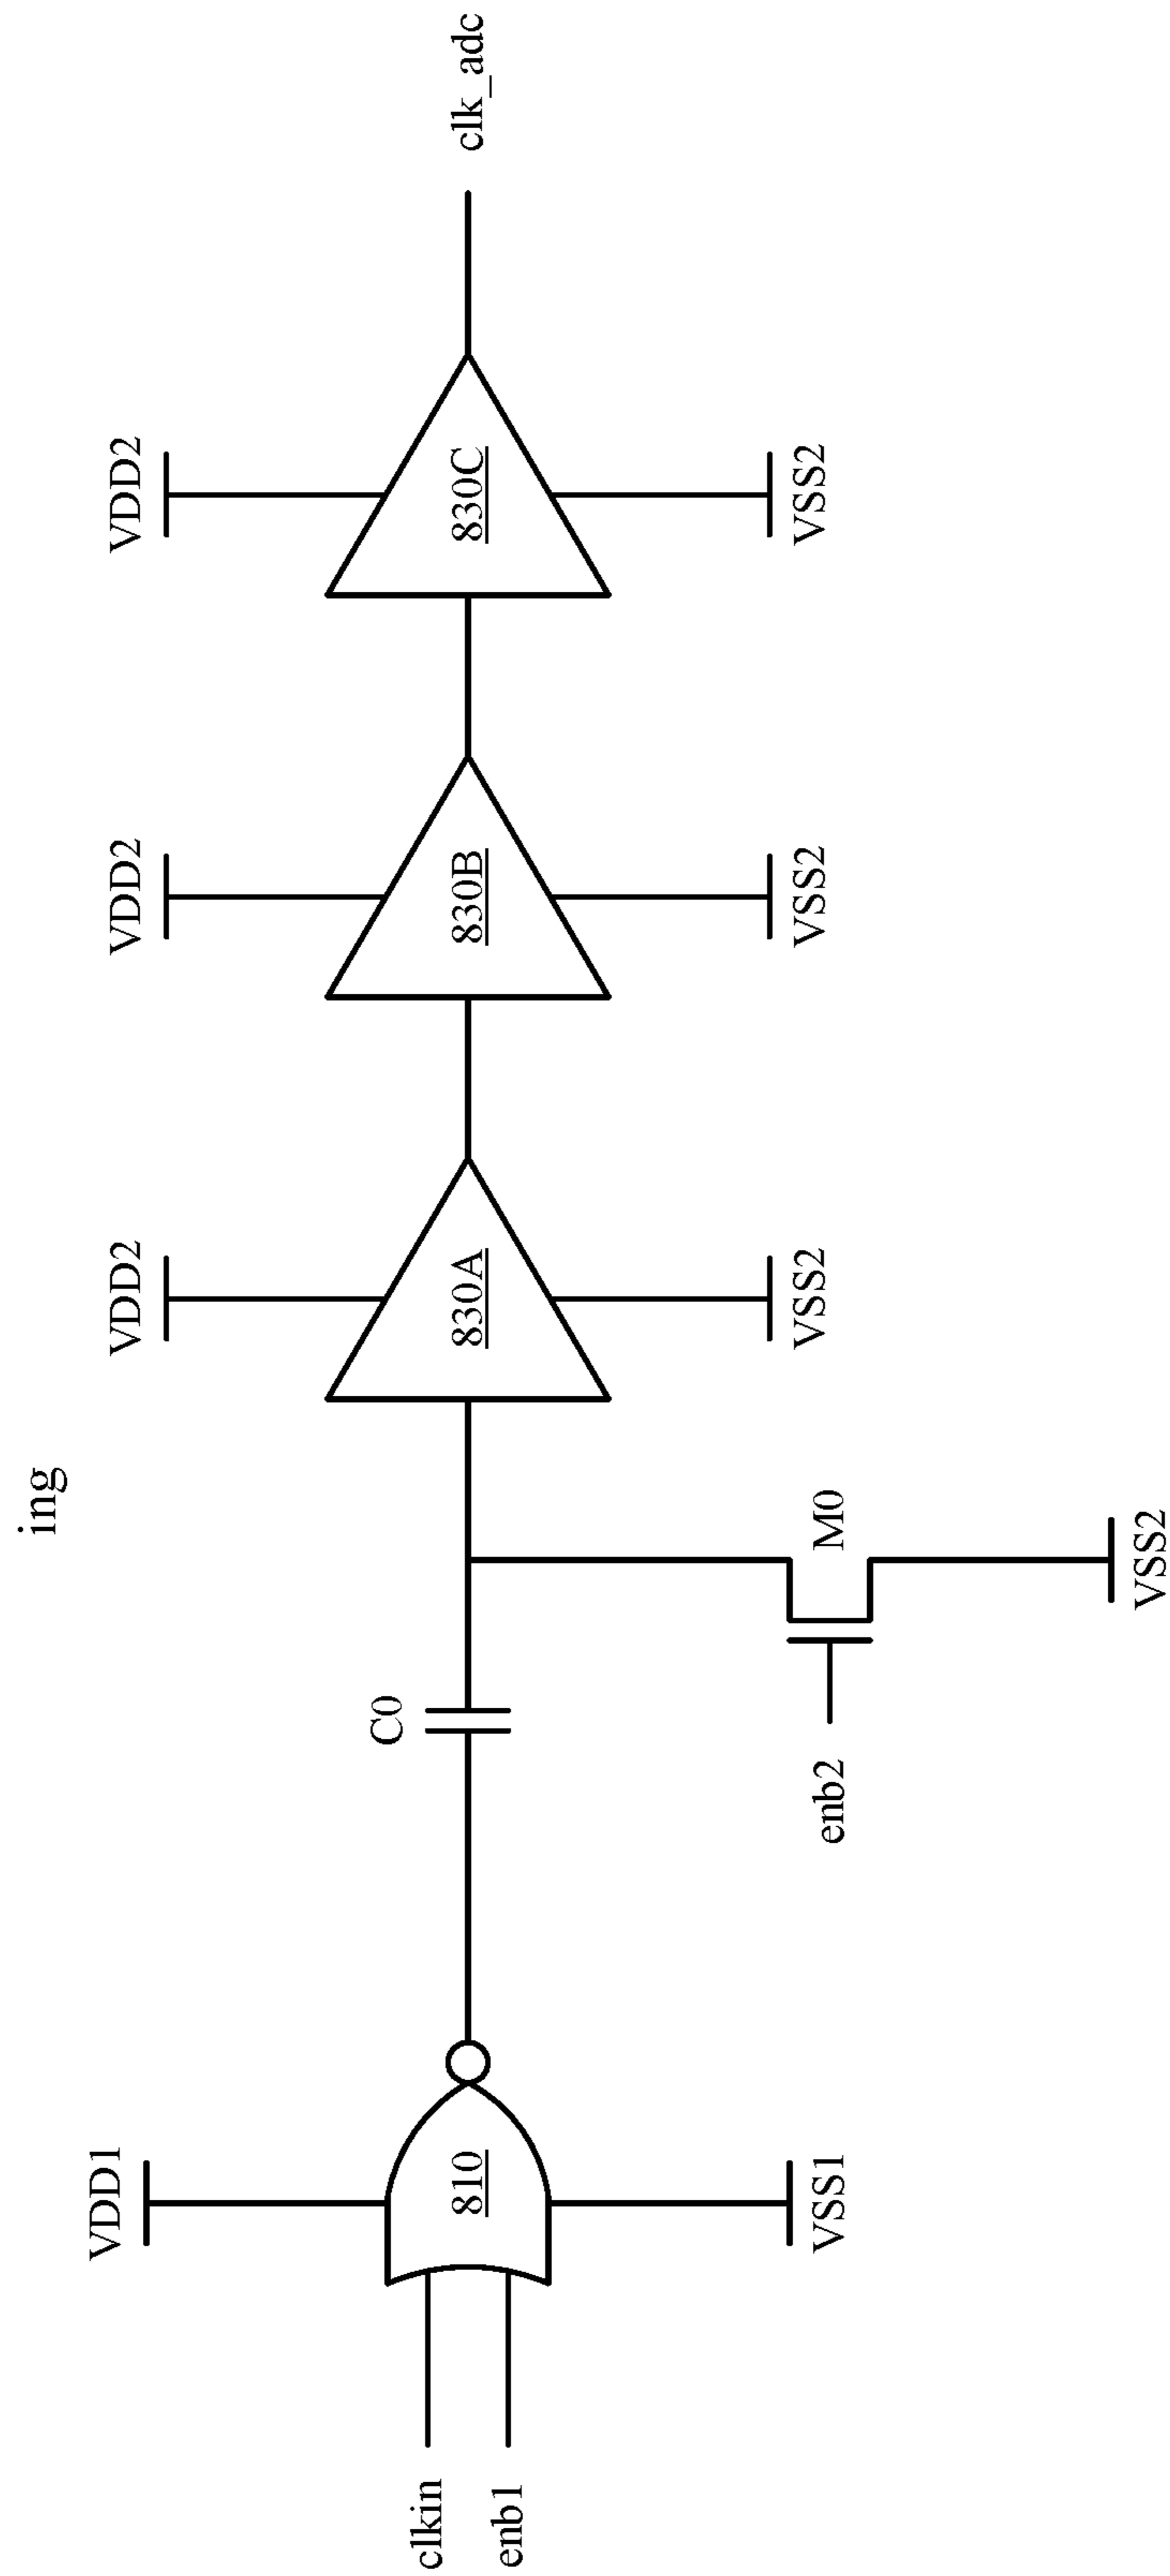 ing
VDD1
VDD2
VDD2
VDD2
C0
clkin
enb1
810
830A
830B
830C
clk_adc
VSS1
enb2
M0
VSS2
VSS2
VSS2
VSS2